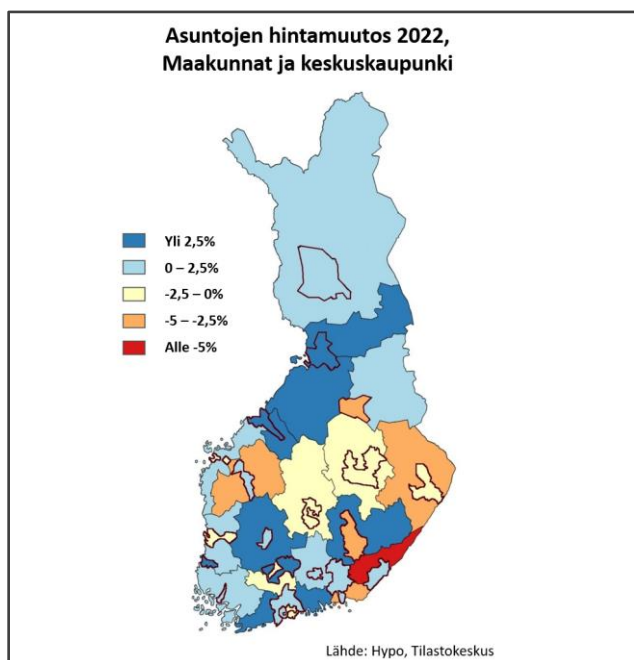 Asuntojen hintamuutos 2022,
Maakunnat ja keskuskaupunki
Yli 2,5%
0 – 2,5%
-2,5 – 0%
-5 – -2,5%
Alle -5%
Lähde: Hypo, Tilastokeskus